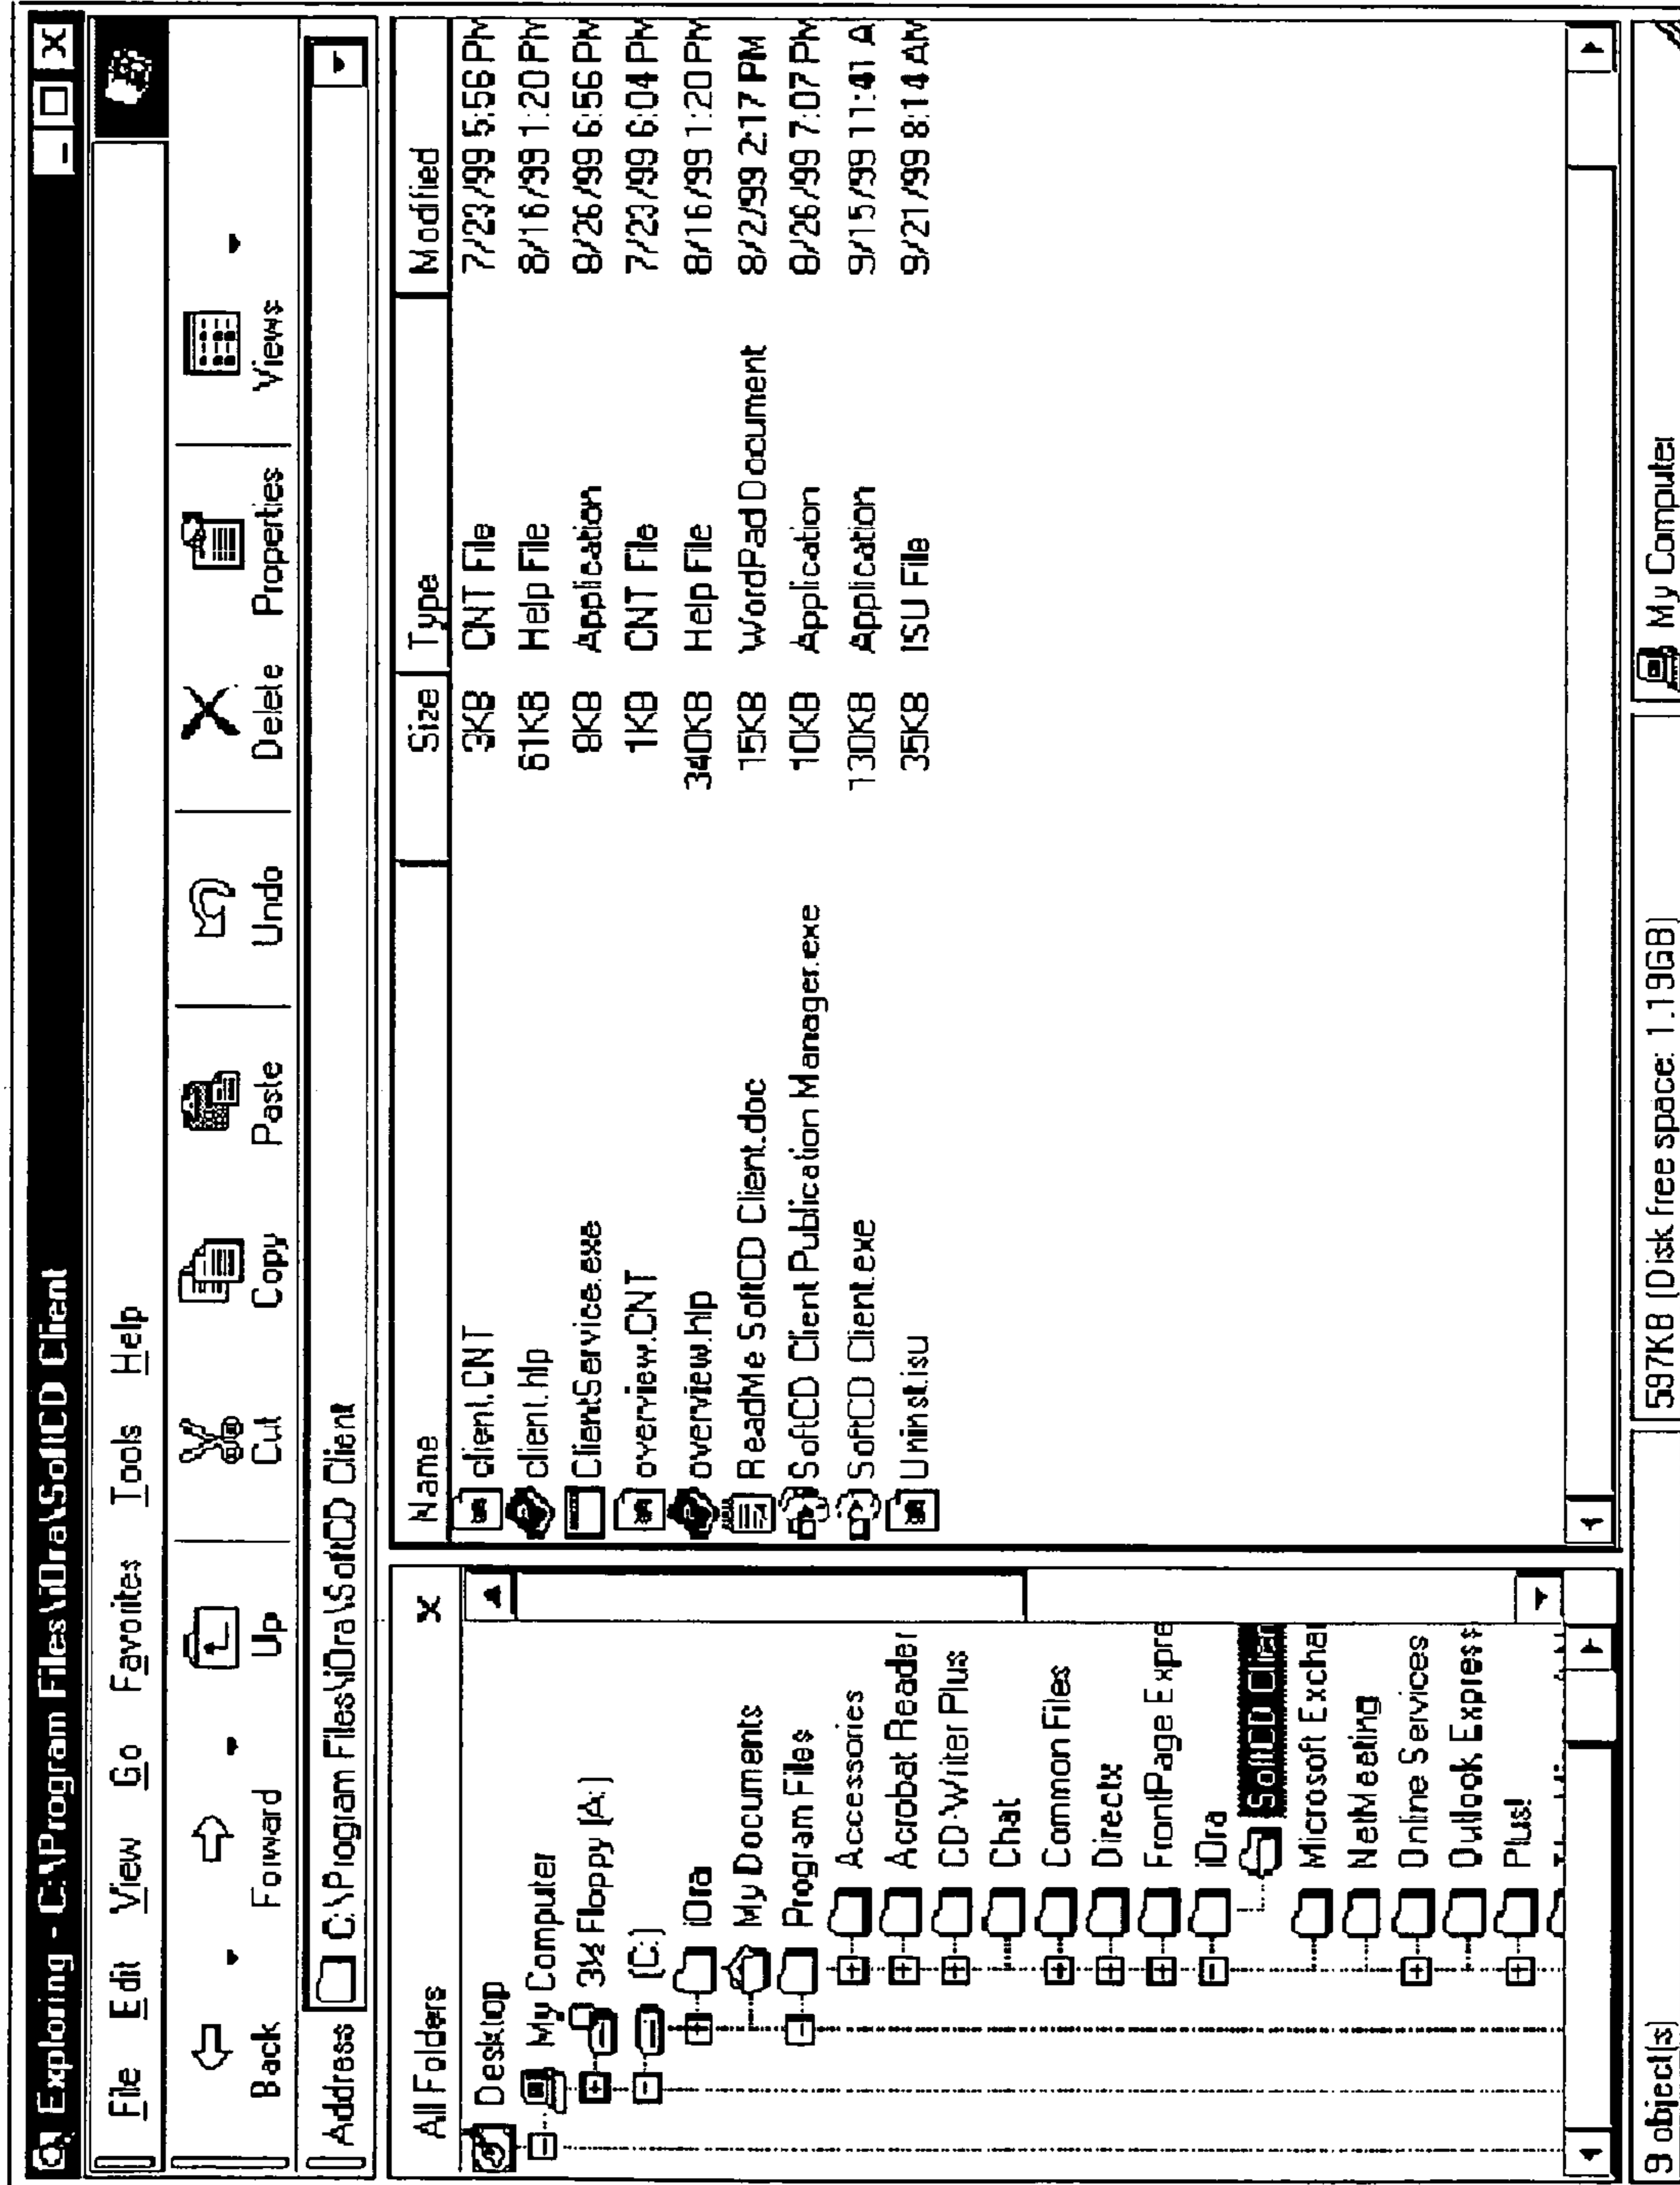 Exploring - C:\Program Files\iOra\SoftCD Client
File Edit View Go Favorites Tools Help
Back Forward Up Cut Copy Paste Undo Delete Properties Views
Address C:\Program Files\iOra\SoftCD Client
All Folders
Desktop
My Computer
3½ Floppy (A:)
(C:)
iOra
My Documents
Program Files
Accessories
Acrobat Reader
CD-Writer Plus
Chat
Common Files
Directx
FrontPage Expre
iOra
SoftCD Clien
Microsoft Exchan
NetMeeting
Online Services
Outlook Express
Plus!
Name Size Type Modified
client.CNT 3KB CNT File 7/23/99 5:56 PM
client.hlp 61KB Help File 8/16/99 1:20 PM
ClientService.exe 8KB Application 8/26/99 6:56 PM
overview.CNT 1KB CNT File 7/23/99 6:04 PM
overview.hlp 340KB Help File 8/16/99 1:20 PM
ReadMe SoftCD Client.doc 15KB WordPad Document 8/2/99 2:17 PM
SoftCD Client Publication Manager.exe 10KB Application 8/26/99 7:07 PM
SoftCD Client.exe 130KB Application 9/15/99 11:41 A
Uninst.isu 35KB ISU File 9/21/99 8:14 AM
9 object(s) 597KB (Disk free space: 1.19GB) My Computer